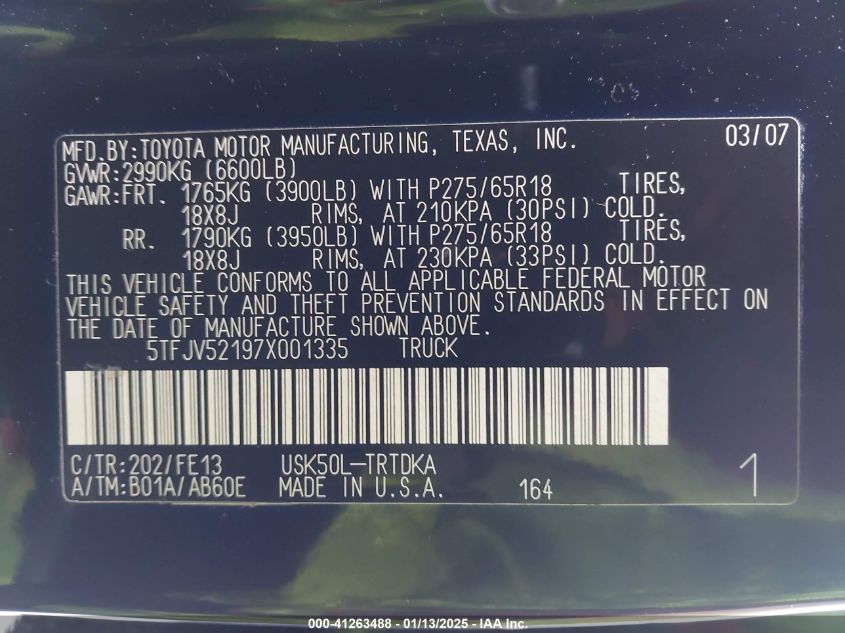 MFD.BY:TOYOTA MOTOR MANUFACTURING, TEXAS, INC. 03/07
GVWR:2990KG (6600LB)
GAWR:FRT. 1765KG (3900LB) WITH P275/65R18 TIRES,
18X8J RIMS, AT 210KPA (30PSI) COLD.
RR. 1790KG (3950LB) WITH P275/65R18 TIRES,
18X8J RIMS, AT 230KPA (33PSI) COLD.
THIS VEHICLE CONFORMS TO ALL APPLICABLE FEDERAL MOTOR
VEHICLE SAFETY AND THEFT PREVENTION STANDARDS IN EFFECT ON
THE DATE OF MANUFACTURE SHOWN ABOVE.
5TFJV52197X001335 TRUCK
C/TR:202/FE13 USK50L-TRTDKA
A/TM:B01A/AB60E MADE IN U.S.A. 164 1
000-41263488 - 01/13/2025 - IAA Inc.